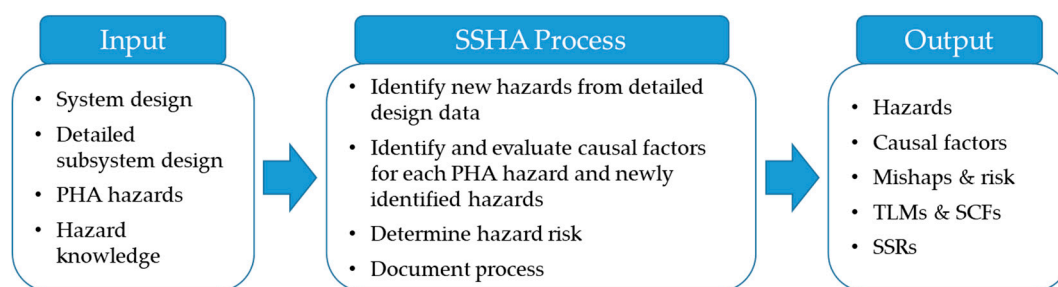 Input
• System design
• Detailed
subsystem design
• PHA hazards
• Hazard
knowledge
SSHA Process
• Identify new hazards from detailed
design data
• Identify and evaluate causal factors
for each PHA hazard and newly
identified hazards
• Determine hazard risk
• Document process
Output
• Hazards
• Causal factors
• Mishaps & risk
• TLMs & SCFs
• SSRs